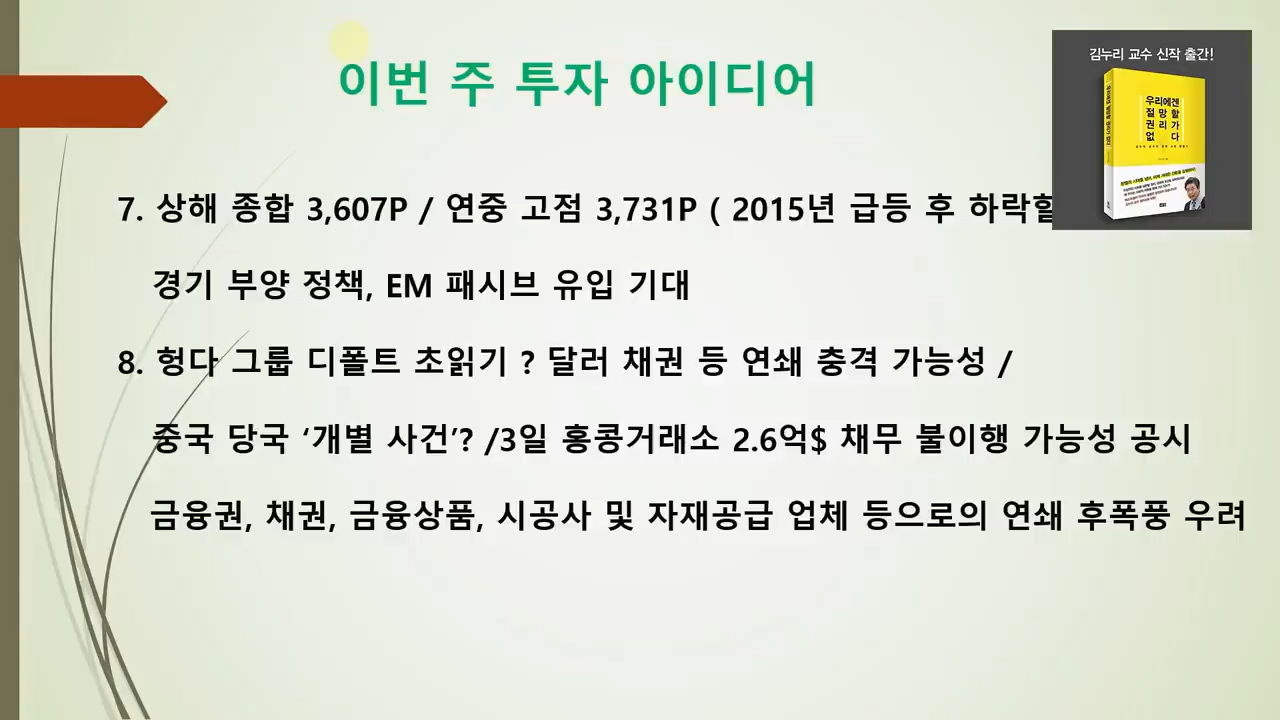 이번 주 투자 아이디어
김누리 교수 신작 출간!
우리에겐
절망할
권리가
없다
7. 상해 종합 3,607P / 연중 고점 3,731P ( 2015년 급등 후 하락할
경기 부양 정책, EM 패시브 유입 기대
8. 헝다 그룹 디폴트 초읽기 ? 달러 채권 등 연쇄 충격 가능성 /
중국 당국 ‘개별 사건’? /3일 홍콩거래소 2.6억$ 채무 불이행 가능성 공시
금융권, 채권, 금융상품, 시공사 및 자재공급 업체 등으로의 연쇄 후폭풍 우려